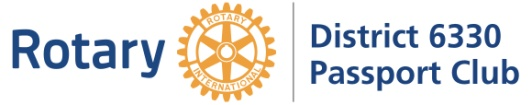 Rotary
ROTARY
INTERNATIONAL
District 6330
Passport Club